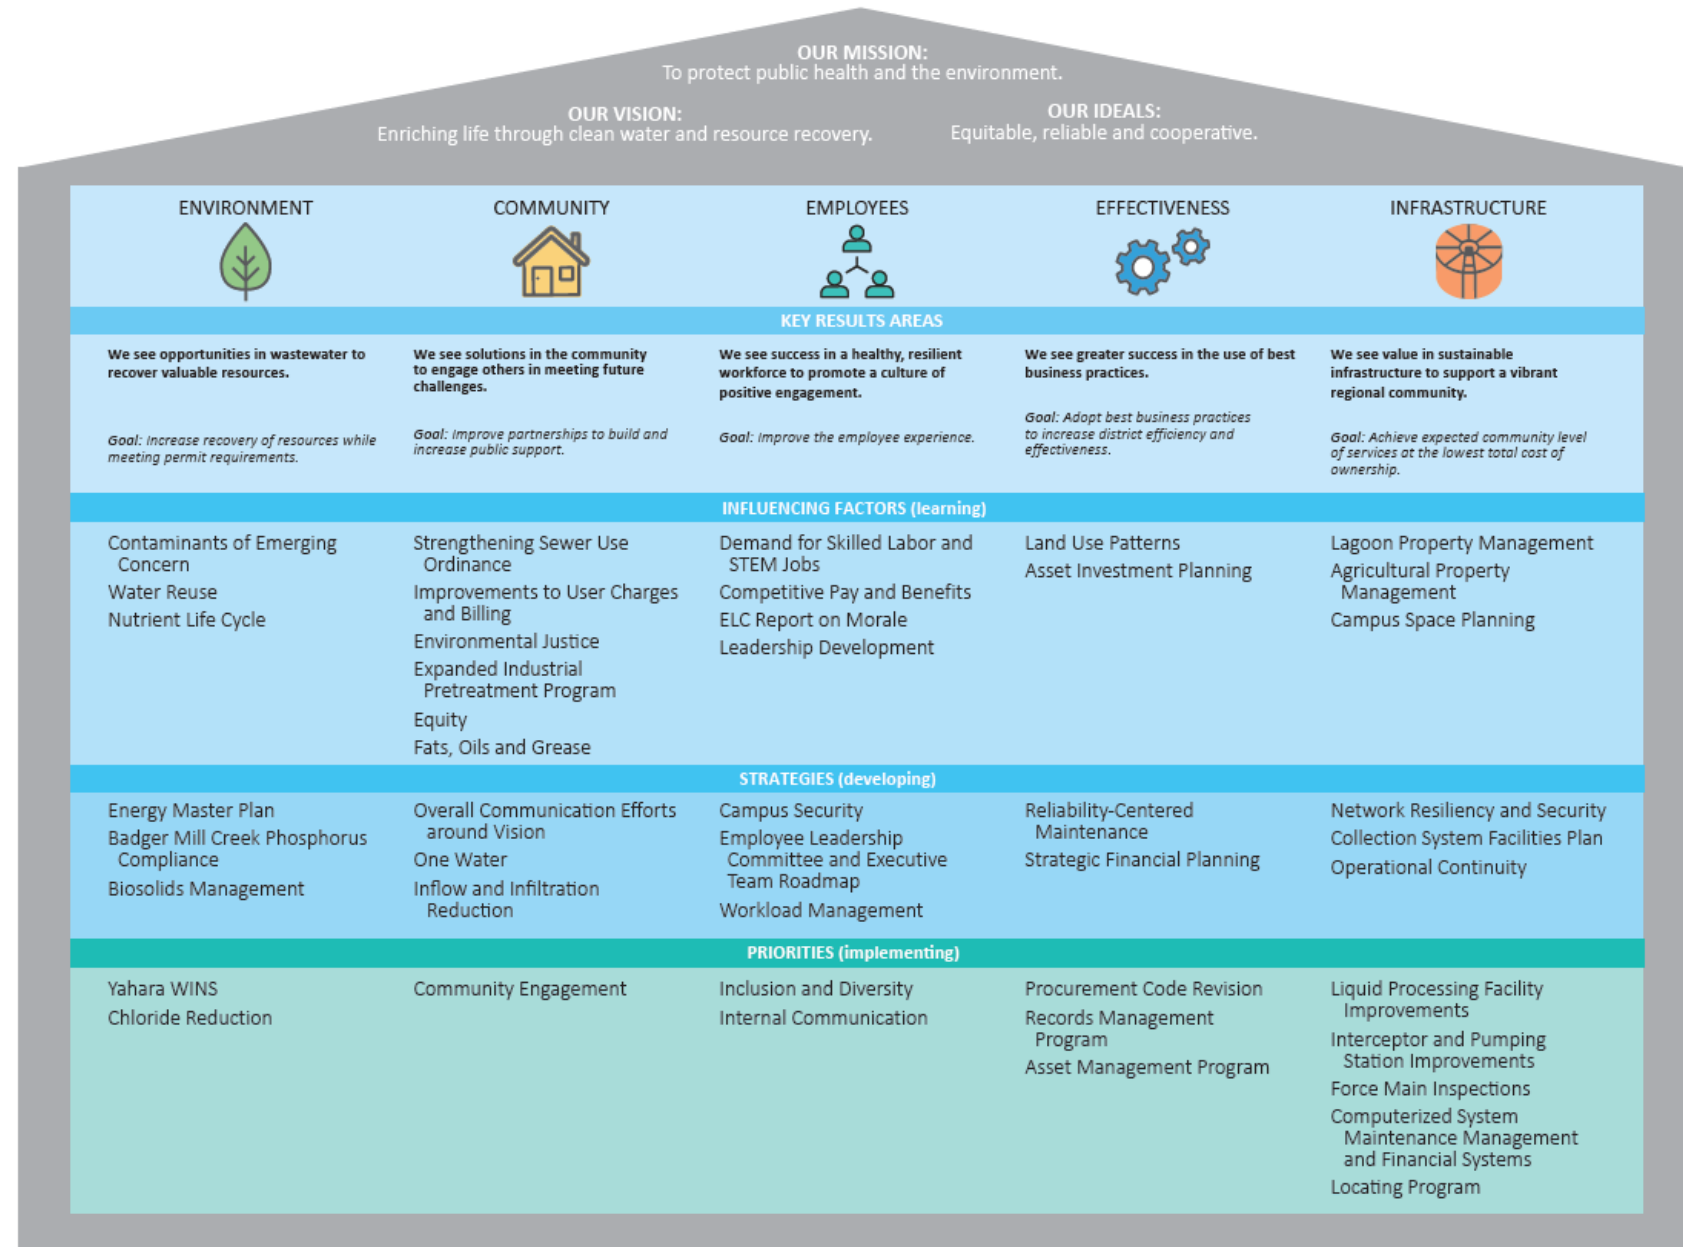 OUR MISSION:
To protect public health and the environment.
OUR VISION:
Enriching life through clean water and resource recovery.
OUR IDEALS:
Equitable, reliable and cooperative.
ENVIRONMENT
COMMUNITY
EMPLOYEES
EFFECTIVENESS
INFRASTRUCTURE
KEY RESULTS AREAS
We see opportunities in wastewater to
recover valuable resources.
Goal: Increase recovery of resources while
meeting permit requirements.
We see solutions in the community
to engage others in meeting future
challenges.
Goal: Improve partnerships to build and
increase public support.
We see success in a healthy, resilient
workforce to promote a culture of
positive engagement.
Goal: Improve the employee experience.
We see greater success in the use of best
business practices.
Goal: Adopt best business practices
to increase district efficiency and
effectiveness.
We see value in sustainable
infrastructure to support a vibrant
regional community.
Goal: Achieve expected community level
of services at the lowest total cost of
ownership.
INFLUENCING FACTORS (learning)
Contaminants of Emerging
Concern
Water Reuse
Nutrient Life Cycle
Strengthening Sewer Use
Ordinance
Improvements to User Charges
and Billing
Environmental Justice
Expanded Industrial
Pretreatment Program
Equity
Fats, Oils and Grease
Demand for Skilled Labor and
STEM Jobs
Competitive Pay and Benefits
ELC Report on Morale
Leadership Development
Land Use Patterns
Asset Investment Planning
Lagoon Property Management
Agricultural Property
Management
Campus Space Planning
STRATEGIES (developing)
Energy Master Plan
Badger Mill Creek Phosphorus
Compliance
Biosolids Management
Overall Communication Efforts
around Vision
One Water
Inflow and Infiltration
Reduction
Campus Security
Employee Leadership
Committee and Executive
Team Roadmap
Workload Management
Reliability-Centered
Maintenance
Strategic Financial Planning
Network Resiliency and Security
Collection System Facilities Plan
Operational Continuity
PRIORITIES (implementing)
Yahara WINS
Chloride Reduction
Community Engagement
Inclusion and Diversity
Internal Communication
Procurement Code Revision
Records Management
Program
Asset Management Program
Liquid Processing Facility
Improvements
Interceptor and Pumping
Station Improvements
Force Main Inspections
Computerized System
Maintenance Management
and Financial Systems
Locating Program